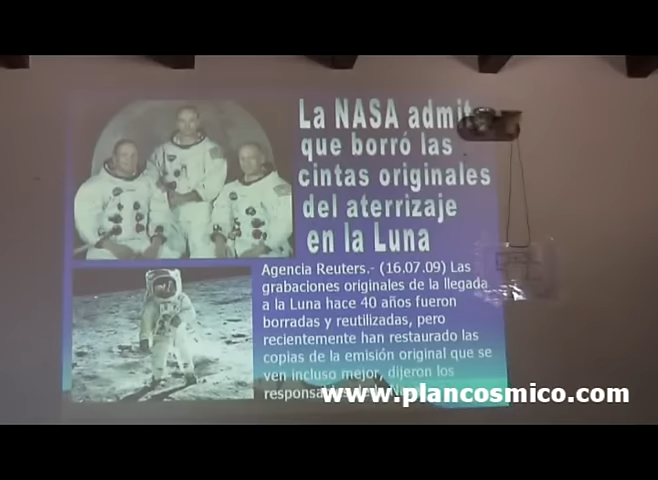 La NASA admit
que borró las
cintas originales
del aterrizaje
en la Luna
Agencia Reuters.- (16.07.09) Las
grabaciones originales de la llegada
a la Luna hace 40 años fueron
borradas y reutilizadas, pero
recientemente han restaurado las
copias de la emisión original que se
ven incluso mejor, dijeron los
www.plancosmico.com